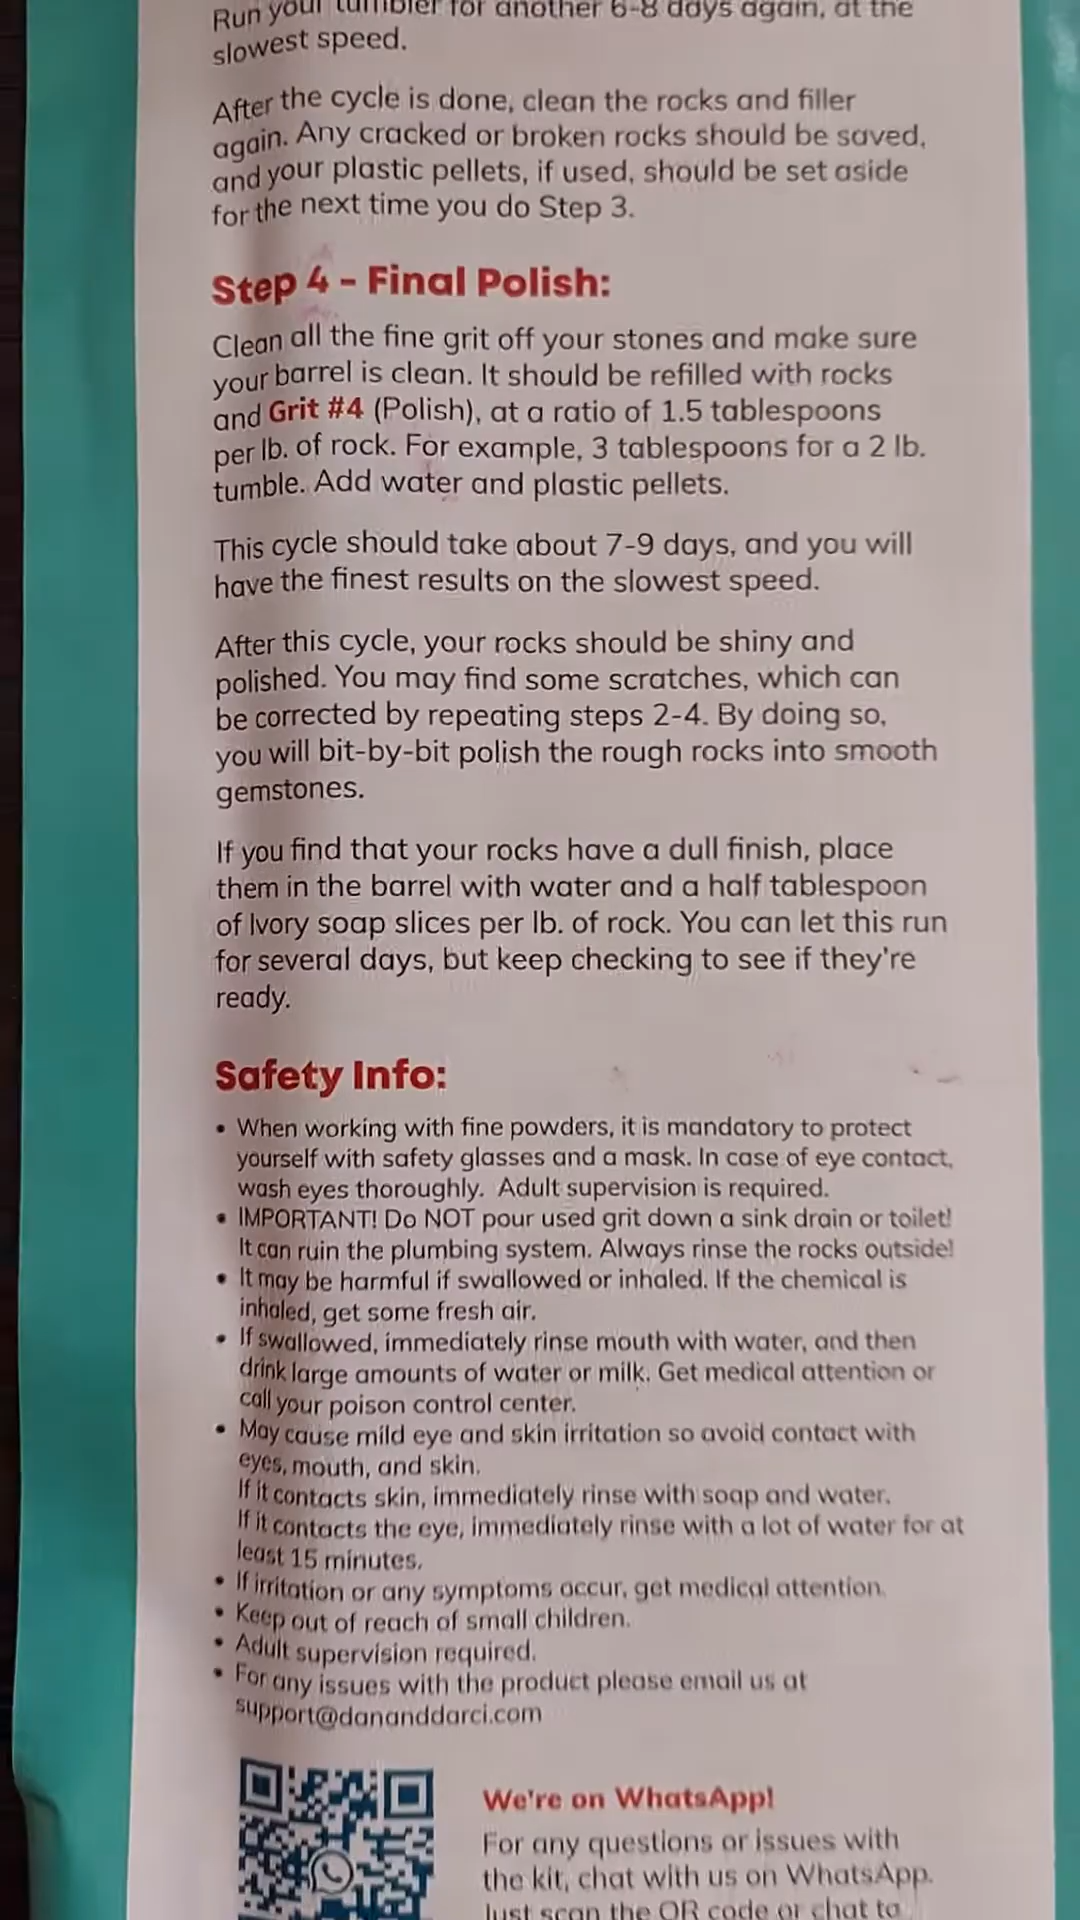 Run your tumbler for another 6-8 days again, at the
slowest speed.
After the cycle is done, clean the rocks and filler
again. Any cracked or broken rocks should be saved,
and your plastic pellets, if used, should be set aside
for the next time you do Step 3.
Step 4 - Final Polish:
Clean all the fine grit off your stones and make sure
your barrel is clean. It should be refilled with rocks
and Grit #4 (Polish), at a ratio of 1.5 tablespoons
per lb. of rock. For example, 3 tablespoons for a 2 lb.
tumble. Add water and plastic pellets.
This cycle should take about 7-9 days, and you will
have the finest results on the slowest speed.
After this cycle, your rocks should be shiny and
polished. You may find some scratches, which can
be corrected by repeating steps 2-4. By doing so,
you will bit-by-bit polish the rough rocks into smooth
gemstones.
If you find that your rocks have a dull finish, place
them in the barrel with water and a half tablespoon
of Ivory soap slices per lb. of rock. You can let this run
for several days, but keep checking to see if they're
ready.
Safety Info:
• When working with fine powders, it is mandatory to protect
yourself with safety glasses and a mask. In case of eye contact,
wash eyes thoroughly. Adult supervision is required.
• IMPORTANT! Do NOT pour used grit down a sink drain or toilet!
It can ruin the plumbing system. Always rinse the rocks outside!
• It may be harmful if swallowed or inhaled. If the chemical is
inhaled, get some fresh air.
• If swallowed, immediately rinse mouth with water, and then
drink large amounts of water or milk. Get medical attention or
call your poison control center.
• May cause mild eye and skin irritation so avoid contact with
eyes, mouth, and skin.
If it contacts skin, immediately rinse with soap and water.
If it contacts the eye, immediately rinse with a lot of water for at
least 15 minutes.
• If irritation or any symptoms occur, get medical attention.
• Keep out of reach of small children.
• Adult supervision required.
• For any issues with the product please email us at
support@dananddarci.com
We're on WhatsApp!
For any questions or issues with
the kit, chat with us on WhatsApp.
Just scan the QR code or chat to